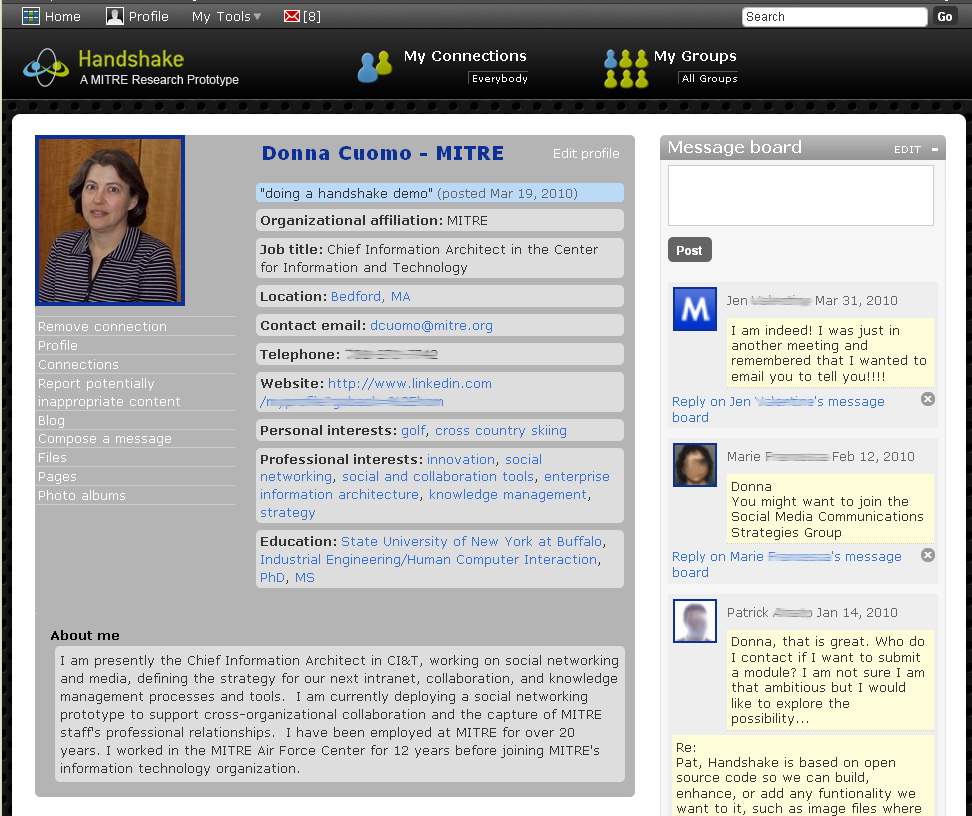 Home Profile My Tools [8] Search Go
Handshake
A MITRE Research Prototype
My Connections
Everybody
My Groups
All Groups
Donna Cuomo - MITRE
Edit profile
"doing a handshake demo" (posted Mar 19, 2010)
Organizational affiliation: MITRE
Job title: Chief Information Architect in the Center
for Information and Technology
Location: Bedford, MA
Contact email: dcuomo@mitre.org
Telephone:
Website: http://www.linkedin.com
Personal interests: golf, cross country skiing
Professional interests: innovation, social
networking, social and collaboration tools, enterprise
information architecture, knowledge management,
strategy
Education: State University of New York at Buffalo,
Industrial Engineering/Human Computer Interaction,
PhD, MS
Remove connection
Profile
Connections
Report potentially
inappropriate content
Blog
Compose a message
Files
Pages
Photo albums
About me
I am presently the Chief Information Architect in CI&T, working on social networking
and media, defining the strategy for our next intranet, collaboration, and knowledge
management processes and tools. I am currently deploying a social networking
prototype to support cross-organizational collaboration and the capture of MITRE
staff's professional relationships. I have been employed at MITRE for over 20
years. I worked in the MITRE Air Force Center for 12 years before joining MITRE's
information technology organization.
Message board
EDIT -
Post
M
Jen Mar 31, 2010
I am indeed! I was just in
another meeting and
remembered that I wanted to
email you to tell you!!!!
Reply on Jen 's message
board
Marie Feb 12, 2010
Donna
You might want to join the
Social Media Communications
Strategies Group
Reply on Marie 's message
board
Patrick Jan 14, 2010
Donna, that is great. Who do
I contact if I want to submit
a module? I am not sure I am
that ambitious but I would
like to explore the
possibility...
Re:
Pat, Handshake is based on open
source code so we can build,
enhance, or add any funtionality we
want to it, such as image files where